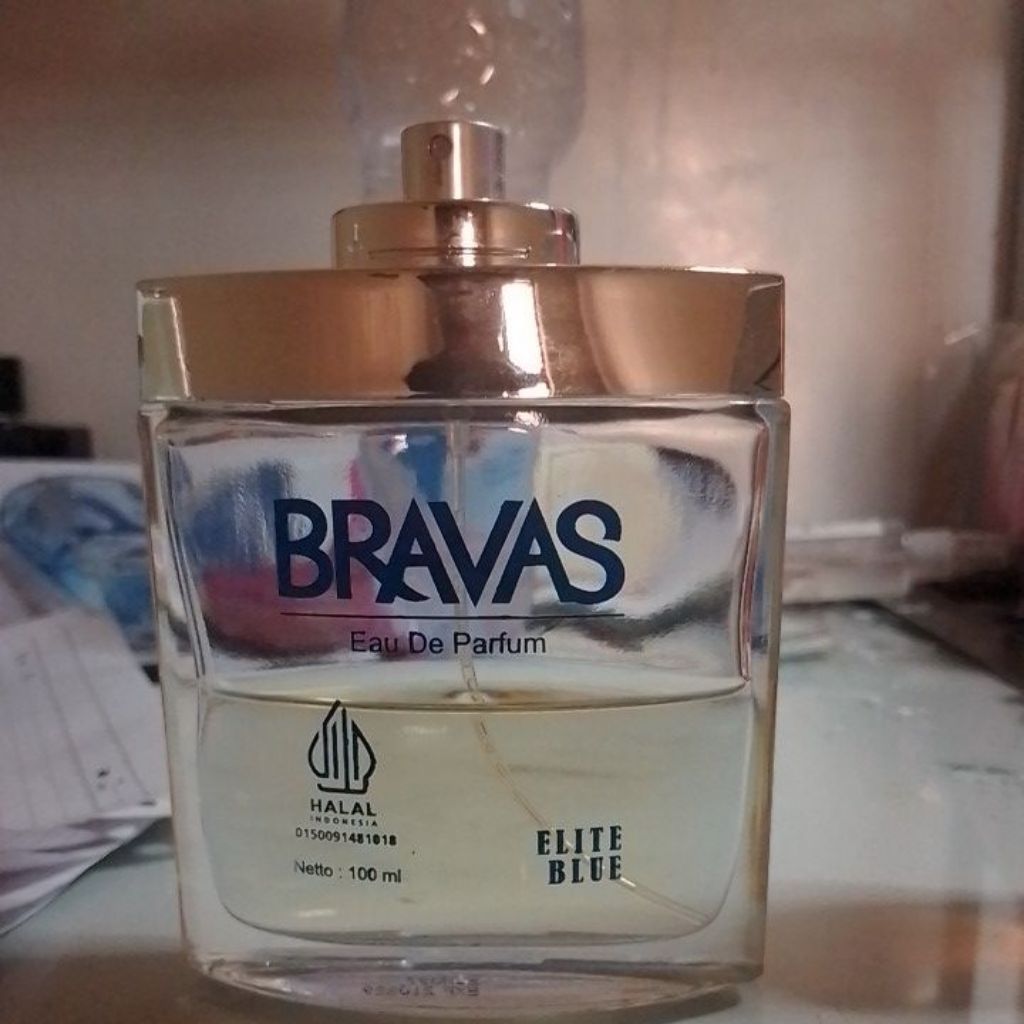 BRAVAS
Eau De Parfum
HALAL
INDONESIA
0150091481018
Netto : 100 ml
ELITE
BLUE